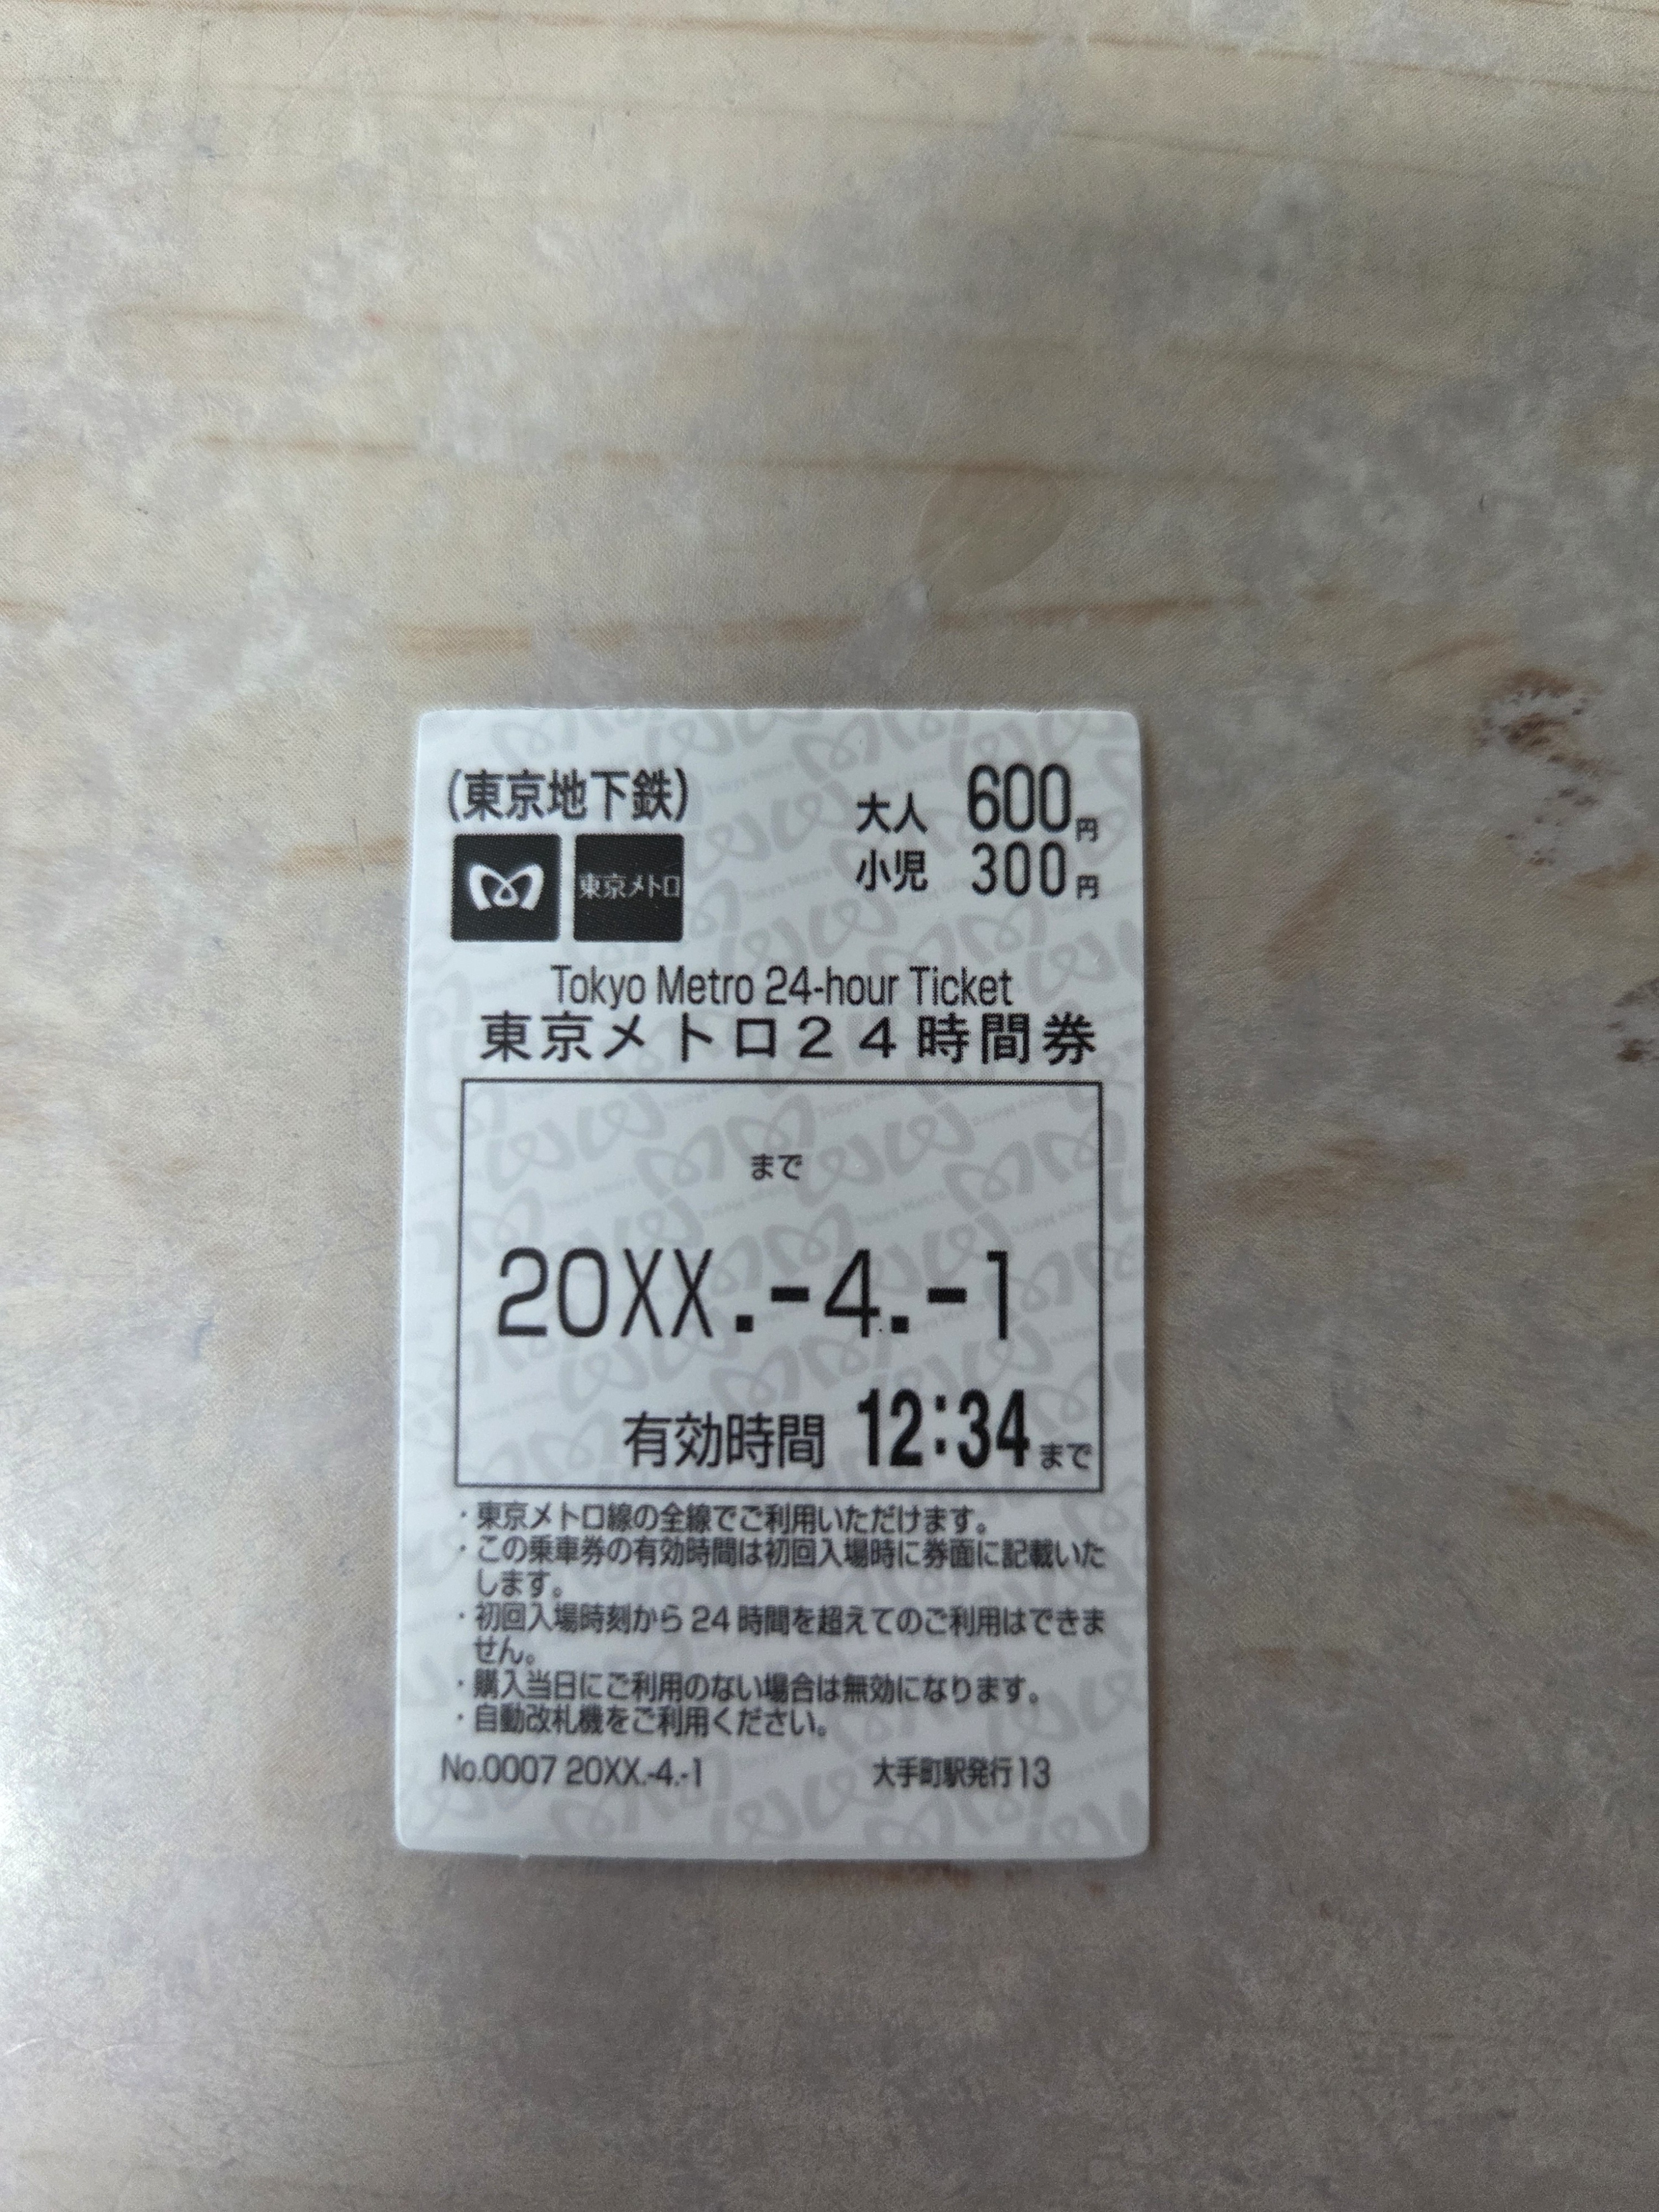 (東京地下鉄)
大人 600円
小児 300円
東京メトロ
Tokyo Metro 24-hour Ticket
東京メトロ24時間券
まで
20XX.-4.-1
有効時間 12:34まで
・東京メトロ線の全線でご利用いただけます。
・この乗車券の有効時間は初回入場時に券面に記載いた
します。
・初回入場時刻から24時間を超えてのご利用はできま
せん。
・購入当日にご利用のない場合は無効になります。
・自動改札機をご利用ください。
No.0007 20XX.-4.-1 大手町駅発行13